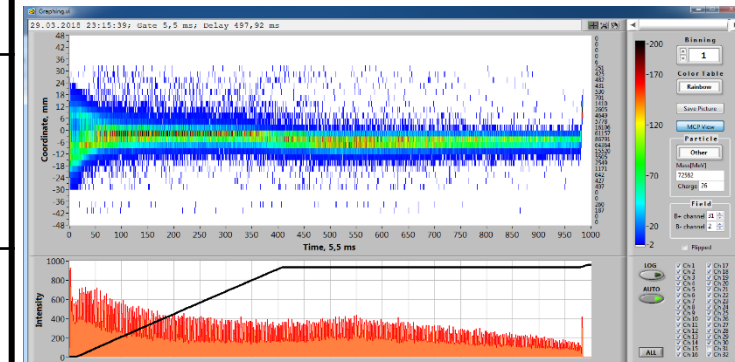 Graphing.vi
29.03.2018 23:15:39; Gate 5,5 ms; Delay 497,92 ms
Coordinate, mm
48-
42-
36-
30-
24-
18-
12-
6-
0-
-6-
-12-
-18-
-24-
-30-
-36-
-42-
-48-
0 50 100 150 200 250 300 350 400 450 500 550 600 650 700 750 800 850 900 950 1000
Time, 5,5 ms
Intensity
1000-
800-
600-
400-
200-
0-
-200
-170
-120
-70
-20
-2
Binning
1
Color Table
Rainbow
Save Picture
MCP View
Particle
Other
Mass[MeV]
72592
Charge 26
Field
B+ channel 31
B- channel 2
Flipped
LOG
AUTO
ALL
Ch 1 Ch 17
Ch 2 Ch 18
Ch 3 Ch 19
Ch 4 Ch 20
Ch 5 Ch 21
Ch 6 Ch 22
Ch 7 Ch 23
Ch 8 Ch 24
Ch 9 Ch 25
Ch 10 Ch 26
Ch 11 Ch 27
Ch 12 Ch 28
Ch 13 Ch 29
Ch 14 Ch 30
Ch 15 Ch 31
Ch 16 Ch 32